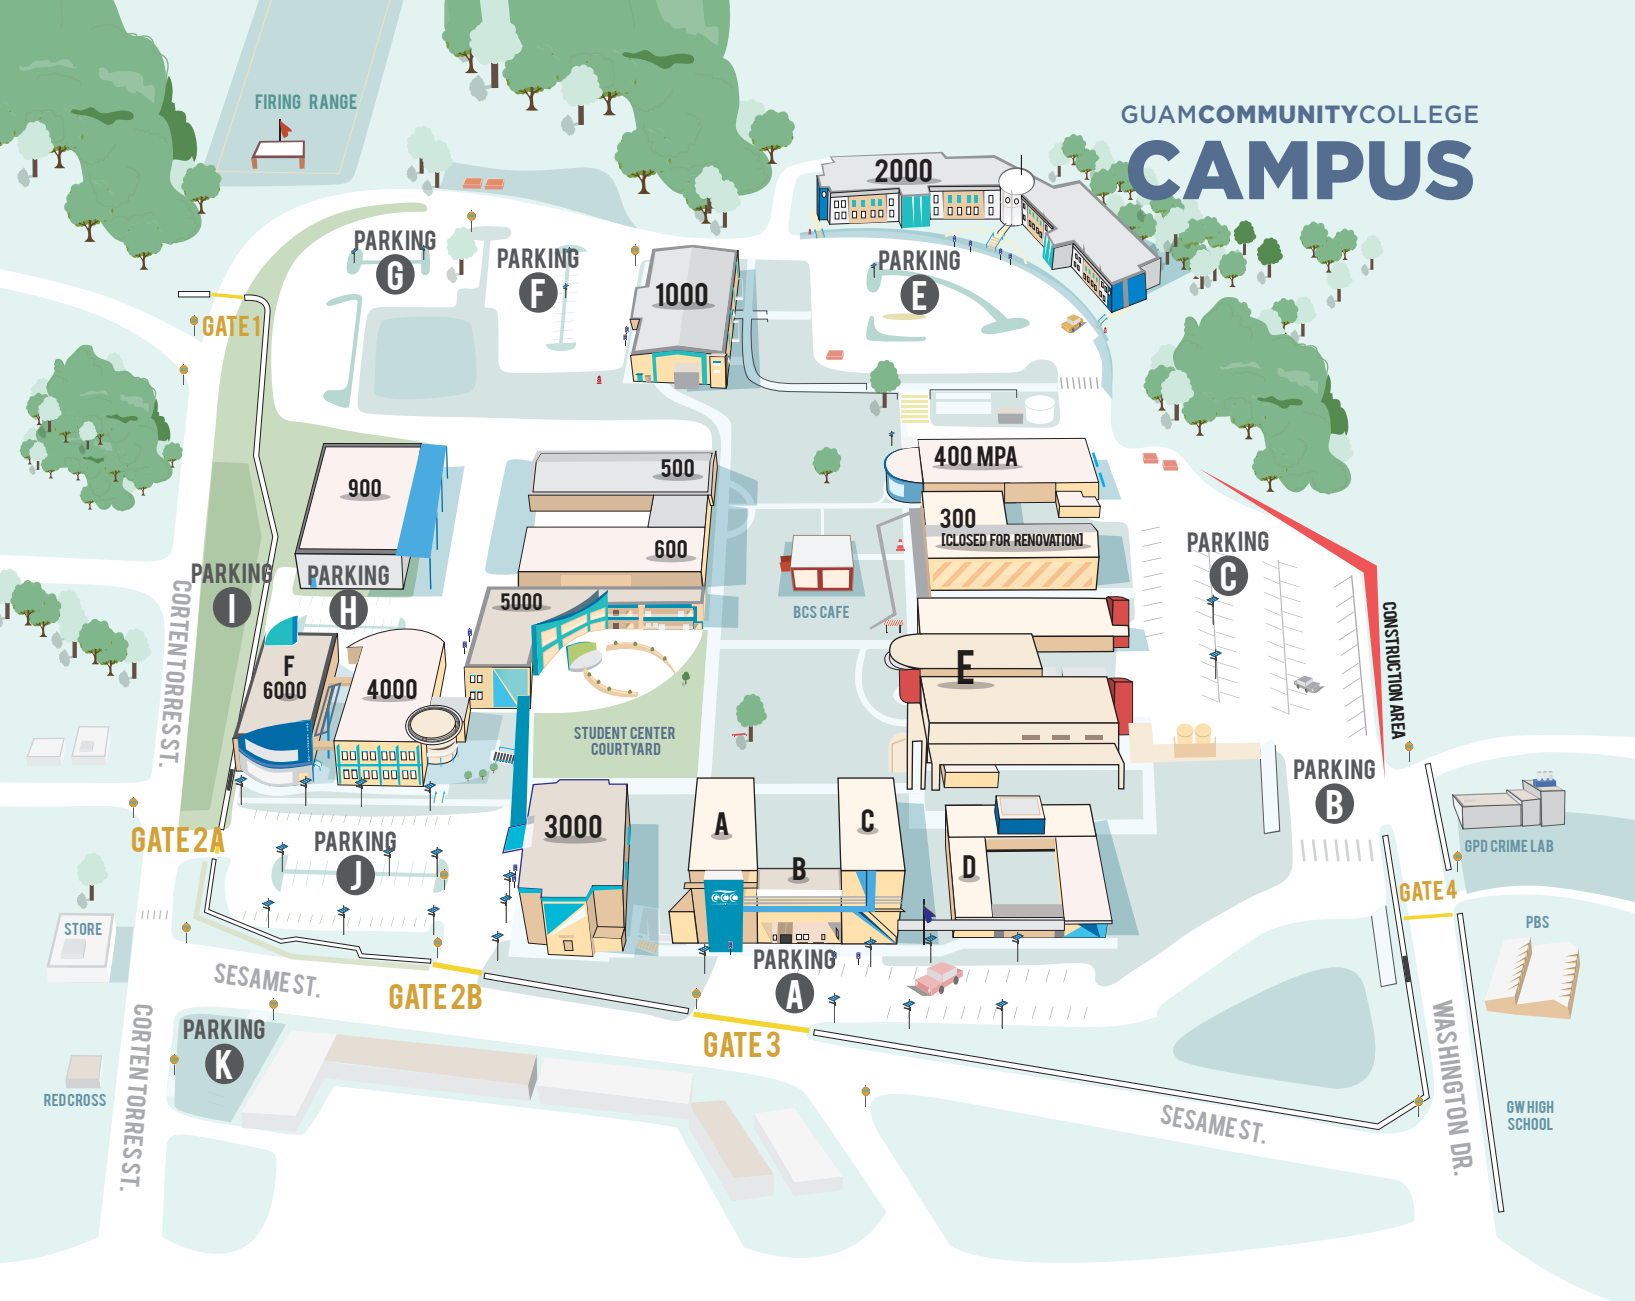 FIRING RANGE
GUAMCOMMUNITYCOLLEGE
CAMPUS
2000
PARKING
G
PARKING
F
PARKING
E
1000
GATE 1
400 MPA
500
900
300
[CLOSED FOR RENOVATION]
600
PARKING
C
PARKING
I
PARKING
H
5000
BCS CAFE
CORTEN TORRES ST.
CONSTRUCTION AREA
F
6000
4000
E
STUDENT CENTER
COURTYARD
PARKING
B
3000
A
C
B
D
GATE 2A
PARKING
J
GPD CRIME LAB
GATE 4
GCC
STORE
PBS
SESAME ST.
GATE 2B
PARKING
A
PARKING
K
GATE 3
CORTEN TORRES ST.
WASHINGTON DR.
RED CROSS
SESAME ST.
GW HIGH
SCHOOL